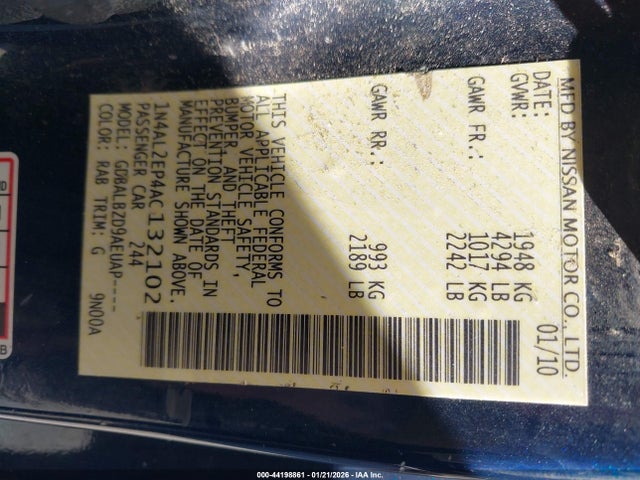 MFD BY NISSAN MOTOR CO., LTD.
DATE: 01/10
GVWR: 1948 KG
4294 LB
GAWR FR.: 1017 KG
2242 LB
GAWR RR.: 993 KG
2189 LB
THIS VEHICLE CONFORMS TO
ALL APPLICABLE FEDERAL
MOTOR VEHICLE SAFETY,
BUMPER, AND THEFT
PREVENTION STANDARDS IN
EFFECT ON THE DATE OF
MANUFACTURE SHOWN ABOVE.
1N4AL2EP4AC132102
PASSENGER CAR 244
MODEL: GDBALBZD9AEUAP----
COLOR: RAB TRIM: G 9N00A
000-44198861 - 01/21/2026 - IAA Inc.